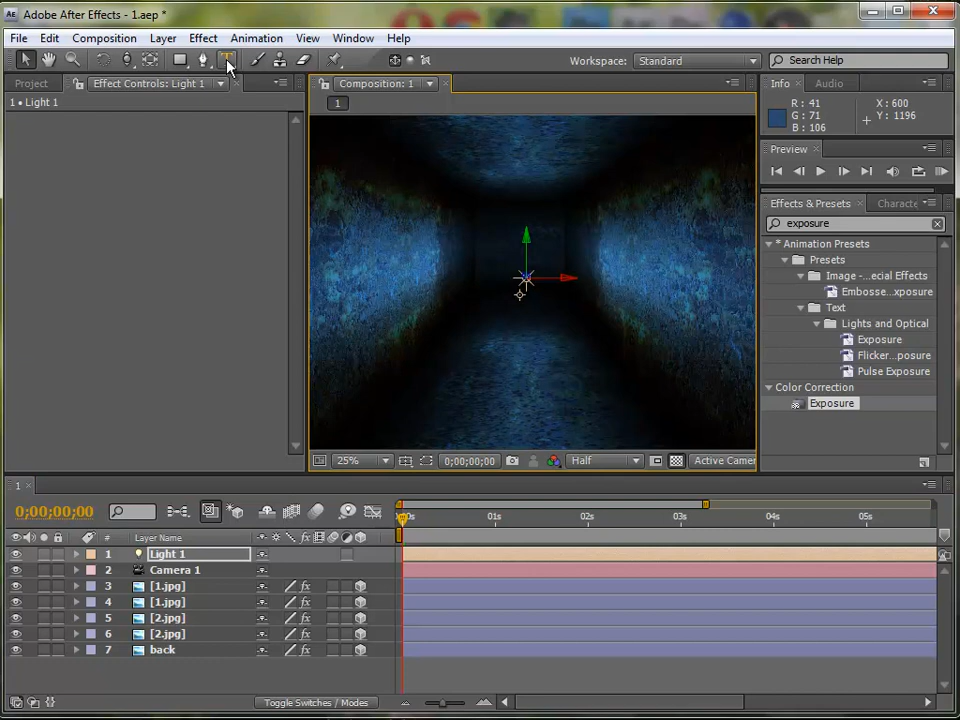 Adobe After Effects - 1.aep *
File Edit Composition Layer Effect Animation View Window Help
Workspace: Standard Search Help
Project Effect Controls: Light 1 Composition: 1 Info Audio
1 • Light 1
1
R : 41 X : 600
G : 71 Y : 1196
B : 106
Preview
Effects & Presets Characte
exposure
* Animation Presets
Presets
Image -...ecial Effects
Embosse...xposure
Text
Lights and Optical
Exposure
Flicker...posure
Pulse Exposure
Color Correction
Exposure
25% 0;00;00;00 Half Active Camer
1
0;00;00;00
01s 02s 03s 04s 05s
# Layer Name
1 Light 1
2 Camera 1
3 [1.jpg]
4 [1.jpg]
5 [2.jpg]
6 [2.jpg]
7 back
Toggle Switches / Modes